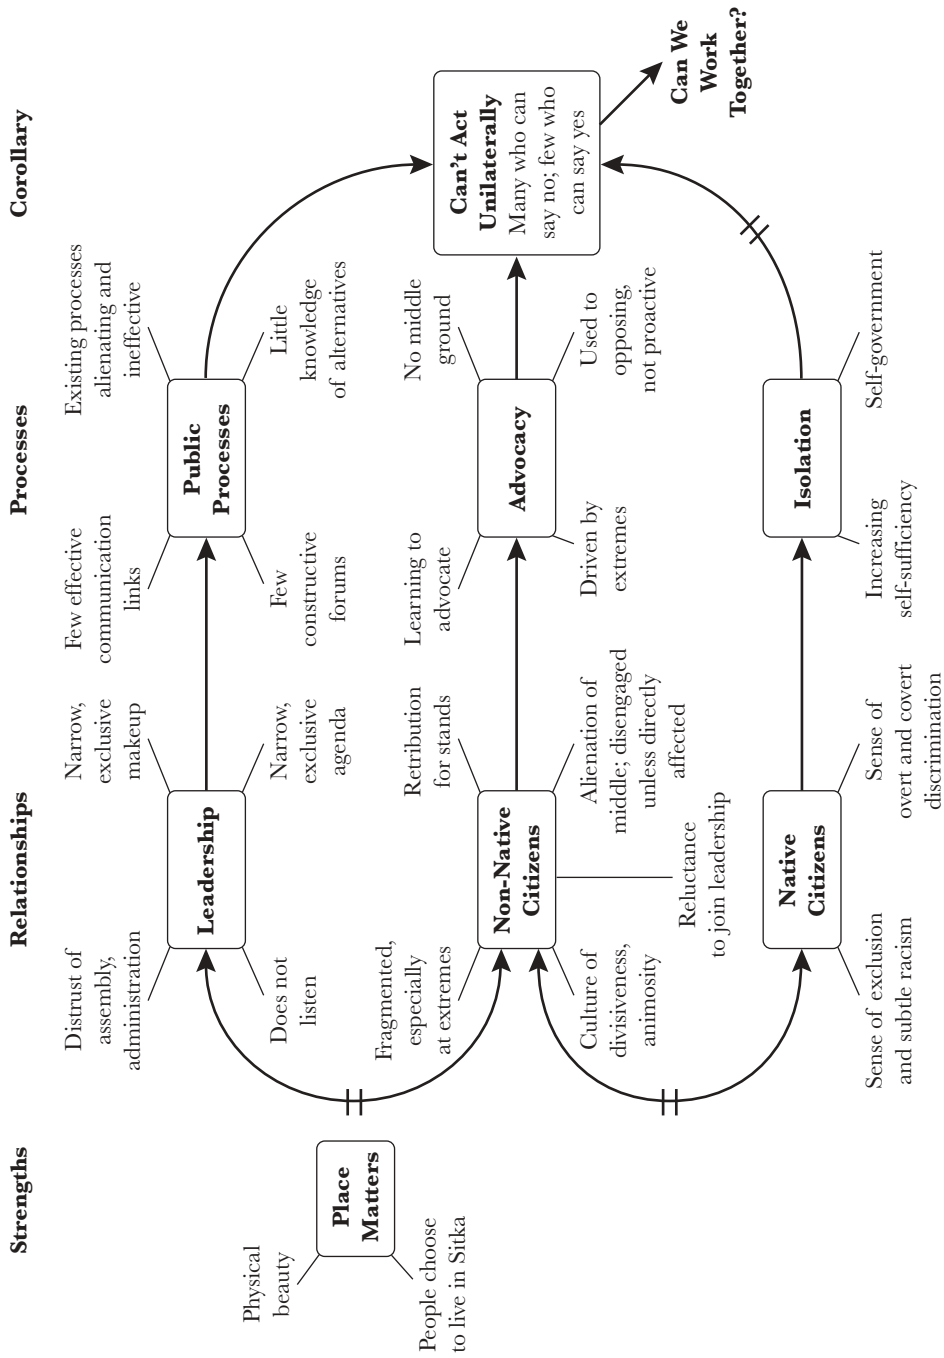 Strengths
Relationships
Processes
Corollary
Physical
beauty
Place
Matters
People choose
to live in Sitka
Distrust of
assembly,
administration
Narrow,
exclusive
makeup
Leadership
Does not
listen
Narrow,
exclusive
agenda
Few effective
communication
links
Existing processes
alienating and
ineffective
Public
Processes
Few
constructive
forums
Little
knowledge
of alternatives
Fragmented,
especially
at extremes
Retribution
for stands
Non-Native
Citizens
Culture of
divisiveness,
animosity
Alienation of
middle; disengaged
unless directly
affected
Reluctance
to join leadership
Learning to
advocate
No middle
ground
Advocacy
Driven by
extremes
Used to
opposing,
not proactive
Can't Act
Unilaterally
Many who can
say no; few who
can say yes
Can We
Work
Together?
Native
Citizens
Sense of exclusion
and subtle racism
Sense of
overt and covert
discrimination
Isolation
Increasing
self-sufficiency
Self-government